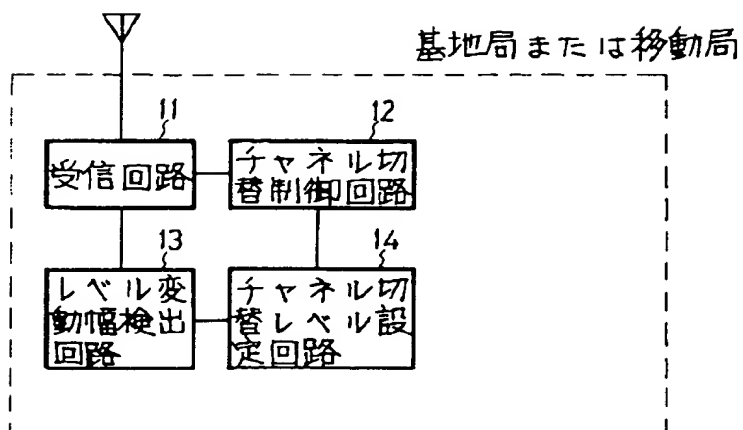 基地局または移動局
11
12
受信回路
チャネル切
替制御回路
13
14
レベル変
動幅検出
回路
チャネル切
替レベル設
定回路